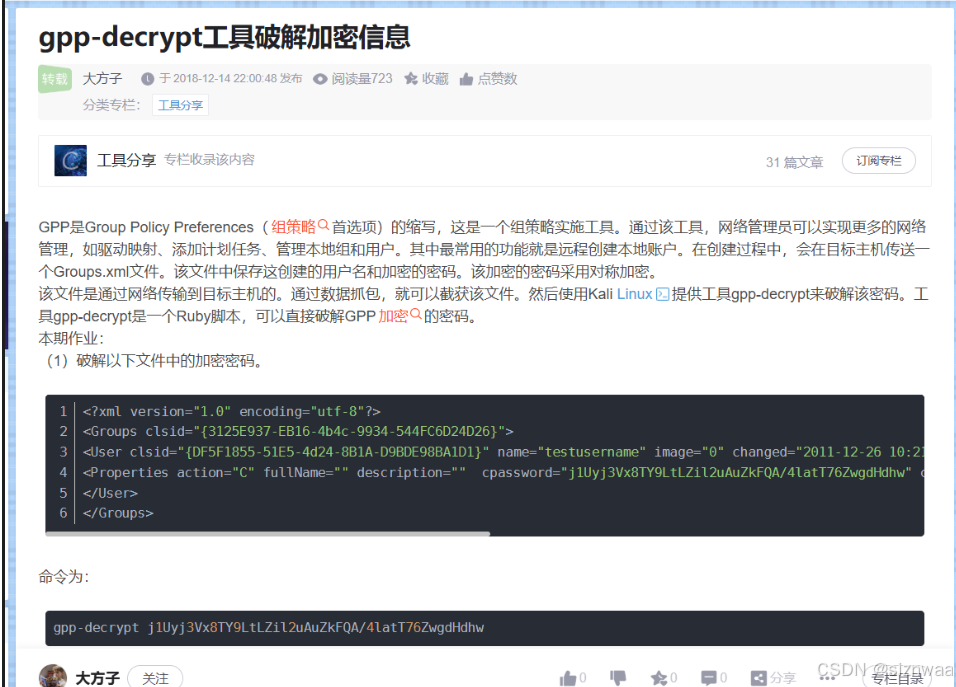 gpp-decrypt工具破解加密信息
转载 大方子 于 2018-12-14 22:00:48 发布 阅读量723 收藏 点赞数
分类专栏： 工具分享
工具分享 专栏收录该内容 31 篇文章 订阅专栏
GPP是Group Policy Preferences（组策略首选项）的缩写，这是一个组策略实施工具。通过该工具，网络管理员可以实现更多的网络
管理，如驱动映射、添加计划任务、管理本地组和用户。其中最常用的功能就是远程创建本地账户。在创建过程中，会在目标主机传送一
个Groups.xml文件。该文件中保存这创建的用户名和加密的密码。该加密的密码采用对称加密。
该文件是通过网络传输到目标主机的。通过数据抓包，就可以截获该文件。然后使用Kali Linux提供工具gpp-decrypt来破解该密码。工
具gpp-decrypt是一个Ruby脚本，可以直接破解GPP加密的密码。
本期作业：
（1）破解以下文件中的加密密码。
1 <?xml version="1.0" encoding="utf-8"?>
2 <Groups clsid="{3125E937-EB16-4b4c-9934-544FC6D24D26}">
3 <User clsid="{DF5F1855-51E5-4d24-8B1A-D9BDE98BA1D1}" name="testusername" image="0" changed="2011-12-26 10:21
4 <Properties action="C" fullName="" description="" cpassword="j1Uyj3Vx8TY9LtLZil2uAuZkFQA/4latT76ZwgdHdhw" c
5 </User>
6 </Groups>
命令为：
gpp-decrypt j1Uyj3Vx8TY9LtLZil2uAuZkFQA/4latT76ZwgdHdhw
大方子 关注 0 0 0 分享 专栏目录